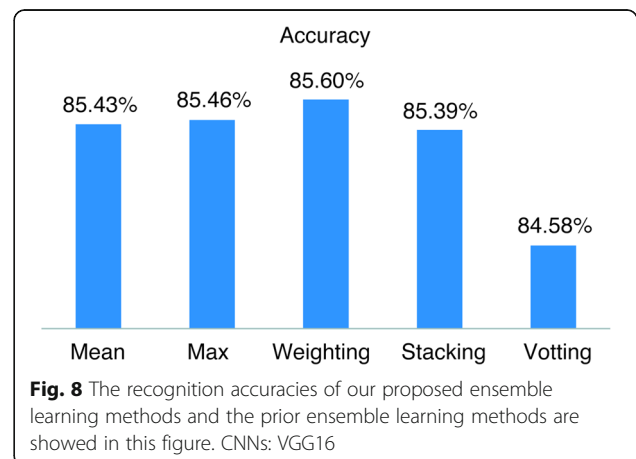 Accuracy
85.43%
85.46%
85.60%
85.39%
84.58%
Mean Max Weighting Stacking Votting
Fig. 8 The recognition accuracies of our proposed ensemble
learning methods and the prior ensemble learning methods are
showed in this figure. CNNs: VGG16